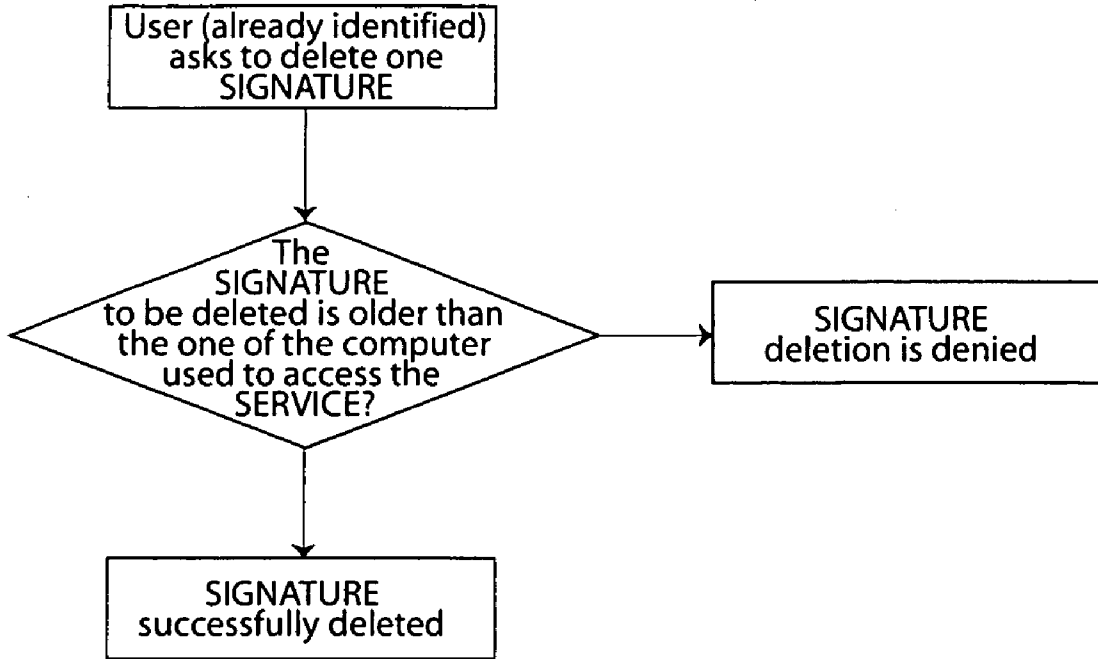 User (already identified)
asks to delete one
SIGNATURE
The
SIGNATURE
to be deleted is older than
the one of the computer
used to access the
SERVICE?
SIGNATURE
deletion is denied
SIGNATURE
successfully deleted